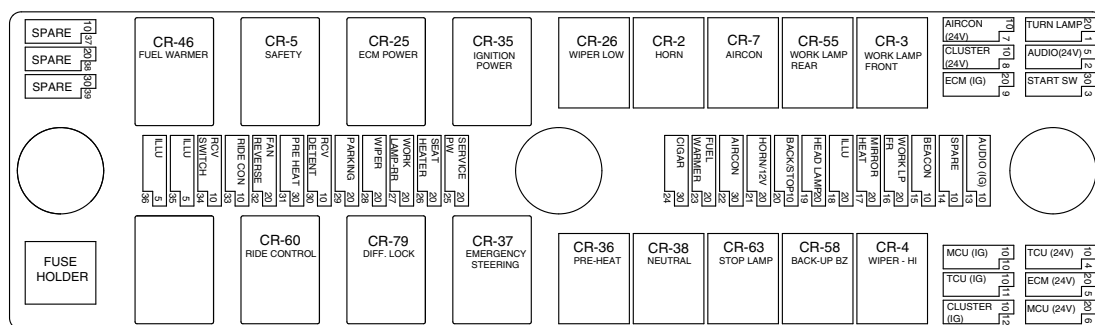 SPARE 10 37
SPARE 20 38
SPARE 30 39
CR-46
FUEL WARMER
CR-5
SAFETY
CR-25
ECM POWER
CR-35
IGNITION
POWER
CR-26
WIPER LOW
CR-2
HORN
CR-7
AIRCON
CR-55
WORK LAMP
REAR
CR-3
WORK LAMP
FRONT
AIRCON 10
(24V) 7
CLUSTER 10
(24V) 8
ECM (IG) 20
9
TURN LAMP 20
1
AUDIO(24V) 5
2
START SW 30
3
ILLU
5 36
ILLU
5 35
RCV
SWITCH
10 34
RIDE CON
10 33
FAN
REVERSE
20 32
PRE HEAT
30 31
RCV
DETENT
10 30
PARKING
20 29
WIPER
20 28
WORK
LAMP-RR
20 27
SEAT
HEATER
20 26
SERVICE
PW
20 25
CIGAR
30 24
FUEL
WARMER
20 23
AIRCON
30 22
HORN/12V
20 21
BACK/STOP
10 20
HEAD LAMP
20 19
ILLU
20 18
MIRROR
HEAT
20 17
WORK LP
FR
20 16
BEACON
10 15
SPARE
10 14
AUDIO (IG)
10 13
FUSE
HOLDER
CR-60
RIDE CONTROL
CR-79
DIFF. LOCK
CR-37
EMERGENCY
STEERING
CR-36
PRE-HEAT
CR-38
NEUTRAL
CR-63
STOP LAMP
CR-58
BACK-UP BZ
CR-4
WIPER - HI
MCU (IG) 10
10
TCU (IG) 10
11
CLUSTER 10
(IG) 12
TCU (24V) 10
4
ECM (24V) 20
5
MCU (24V) 20
6